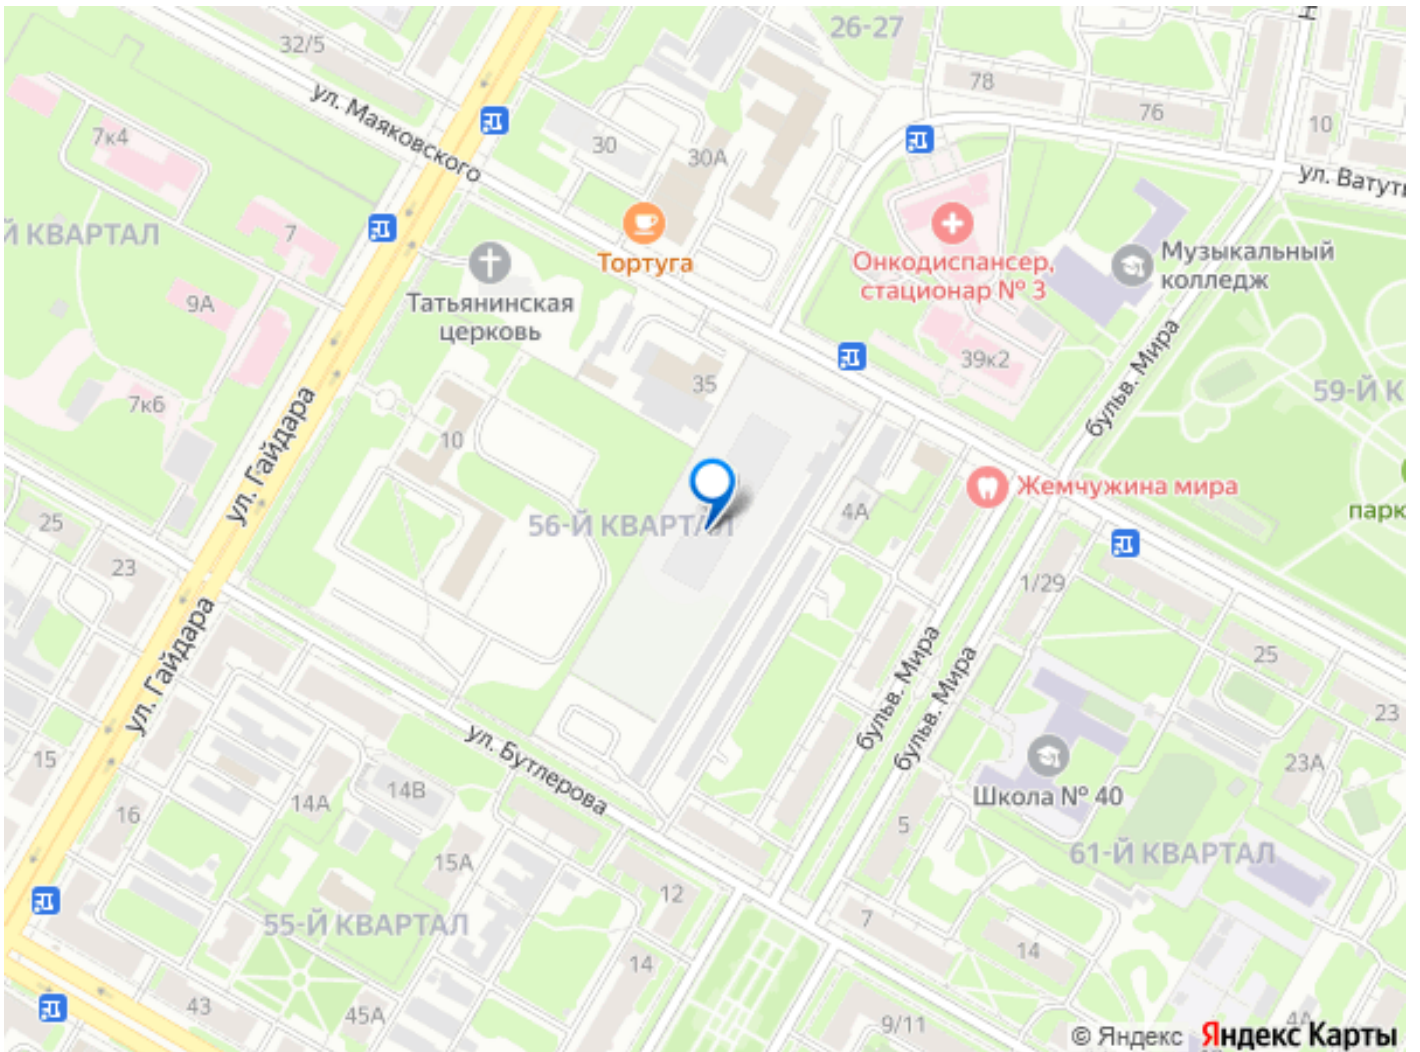 26-27
32/5
78
76
10
ул. Маяковского
7к4
30
30А
ул. Ватути
Й КВАРТАЛ
7
Тортуга
Онкодиспансер,
стационар № 3
Музыкальный
колледж
9А
Татьянинская
церковь
39к2
бульв. Мира
35
59-Й К
7к6
ул. Гайдара
10
Жемчужина мира
парк
25
56-Й КВАРТАЛ
4А
23
1/29
ул. Гайдара
бульв. Мира
бульв. Мира
25
23
ул. Бутлерова
15
14А
14В
23А
Школа № 40
16
5
15А
61-Й КВАРТАЛ
12
55-Й КВАРТАЛ
7
14
14
43
45А
9/11
4А
© Яндекс Яндекс Карты